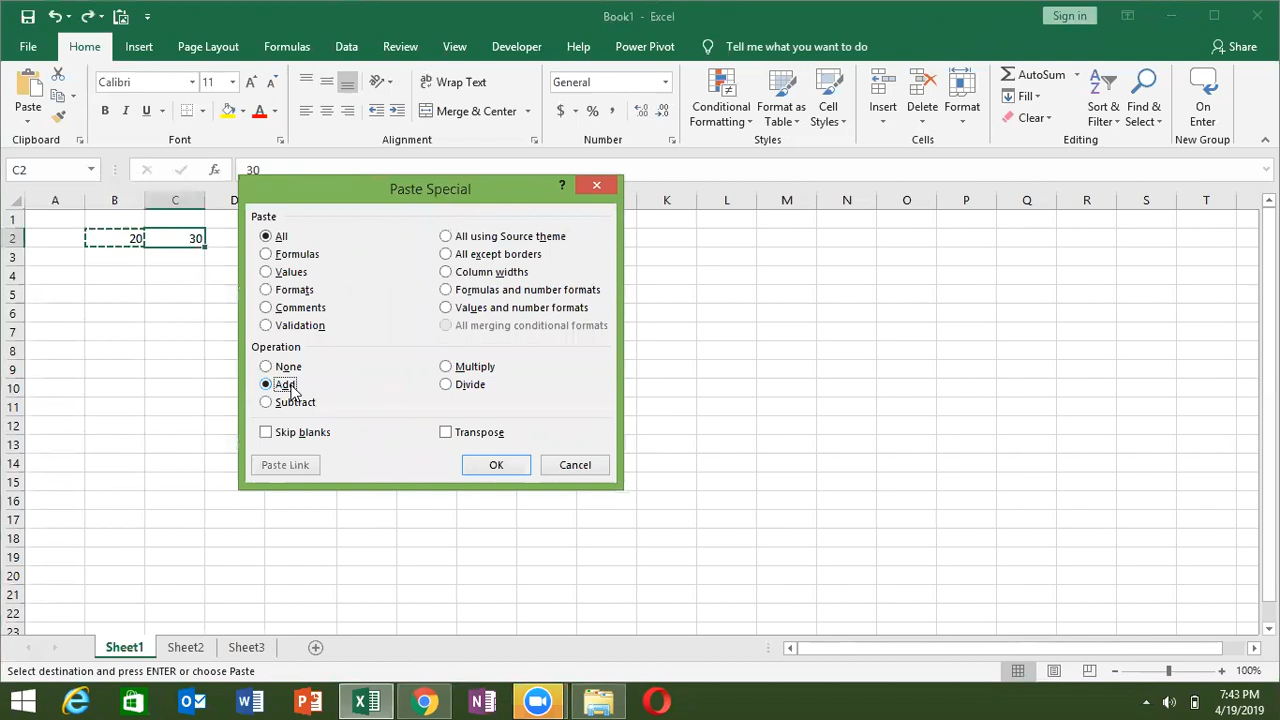 Book1 - Excel
Sign in
File Home Insert Page Layout Formulas Data Review View Developer Help Power Pivot Tell me what you want to do Share
Paste
Calibri 11
B I U A
Wrap Text
Merge & Center
General
$ % ,
Conditional Formatting
Format as Table
Cell Styles
Insert Delete Format
AutoSum
Fill
Clear
Sort & Filter
Find & Select
On Enter
Clipboard Font Alignment Number Styles Cells Editing New Group
C2 fx 30
A B C D K L M N O P Q R S T
1
2 20 30
3
4
5
6
7
8
9
10
11
12
13
14
15
16
17
18
19
20
21
22
23
Paste Special
?
Paste
All All using Source theme
Formulas All except borders
Values Column widths
Formats Formulas and number formats
Comments Values and number formats
Validation All merging conditional formats
Operation
None Multiply
Add Divide
Subtract
Skip blanks Transpose
Paste Link OK Cancel
Sheet1 Sheet2 Sheet3
Select destination and press ENTER or choose Paste
100%
7:43 PM
4/19/2019